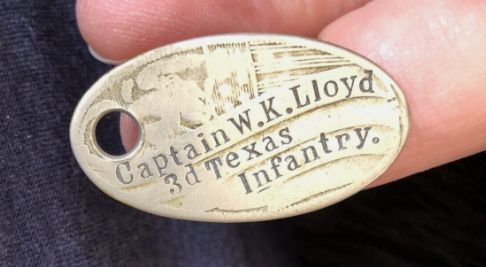 Captain W.K.Lloyd
3d Texas
Infantry.